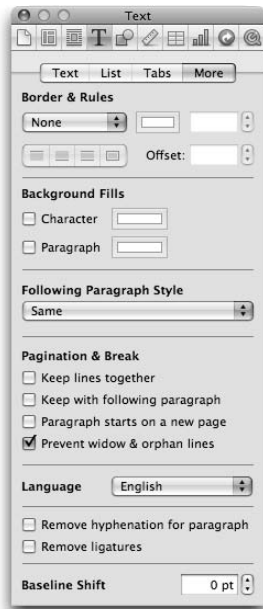 Text
T
Text List Tabs More
Border & Rules
None
Offset:
Background Fills
Character
Paragraph
Following Paragraph Style
Same
Pagination & Break
Keep lines together
Keep with following paragraph
Paragraph starts on a new page
Prevent widow & orphan lines
Language English
Remove hyphenation for paragraph
Remove ligatures
Baseline Shift 0 pt